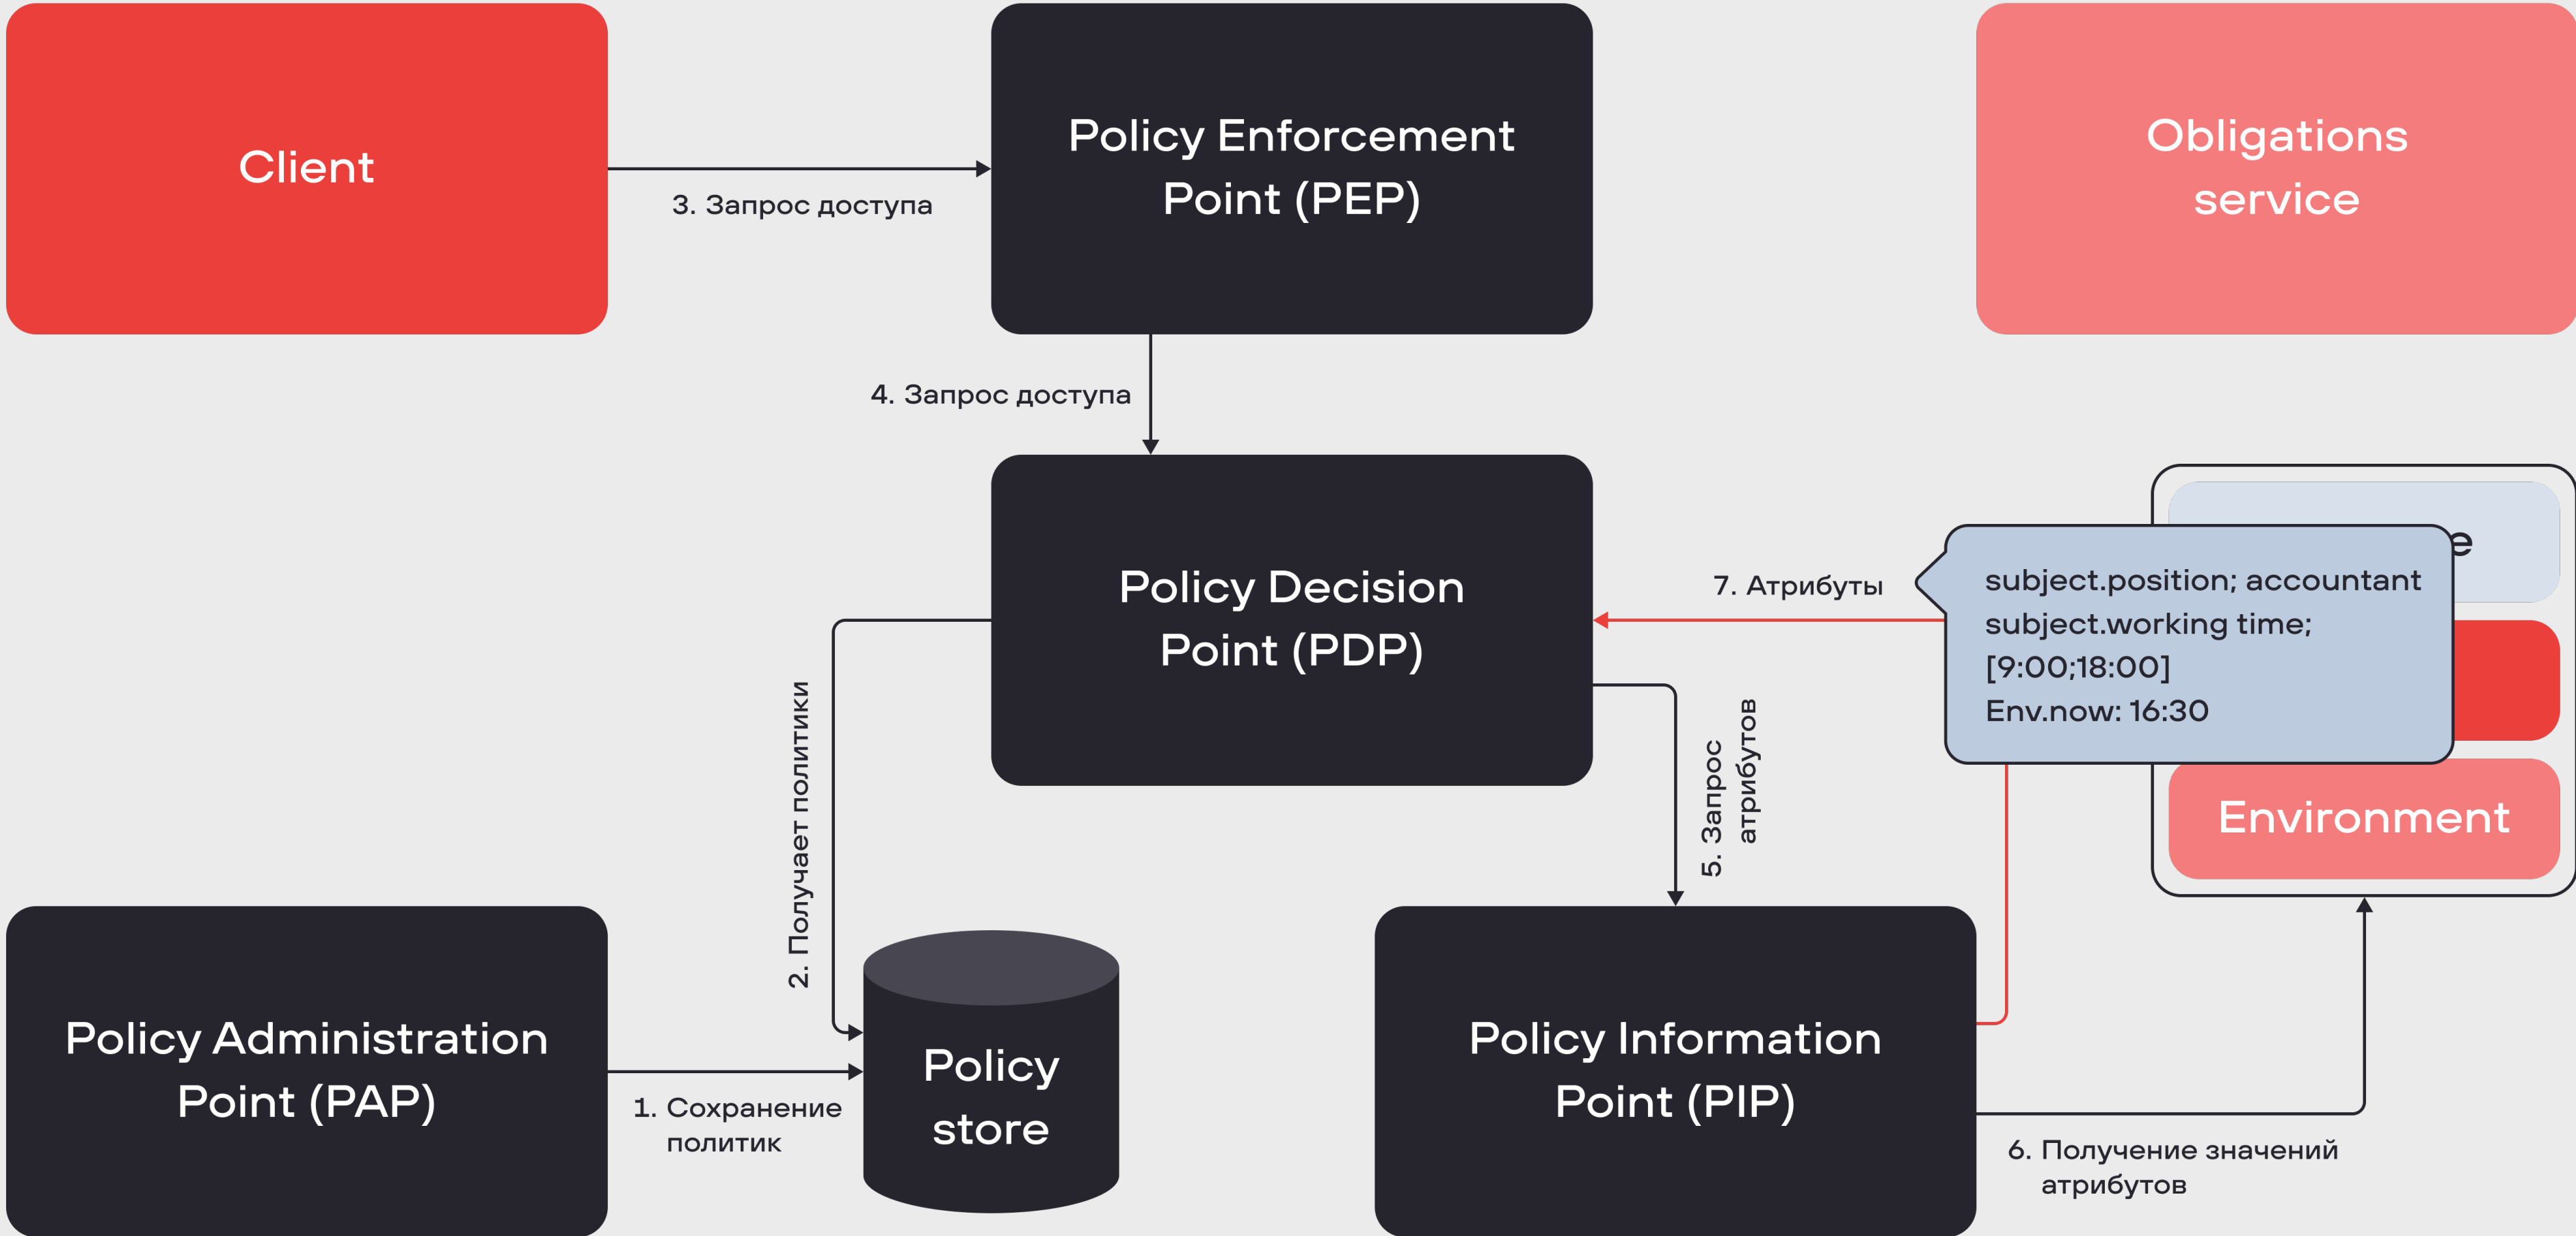 Client
3. Запрос доступа
Policy Enforcement
Point (PEP)
Obligations
service
4. Запрос доступа
Policy Decision
Point (PDP)
7. Атрибуты
subject.position; accountant
subject.working time;
[9:00;18:00]
Env.now: 16:30
Environment
2. Получает политики
5. Запрос
атрибутов
Policy Administration
Point (PAP)
1. Сохранение
политик
Policy
store
Policy Information
Point (PIP)
6. Получение значений
атрибутов